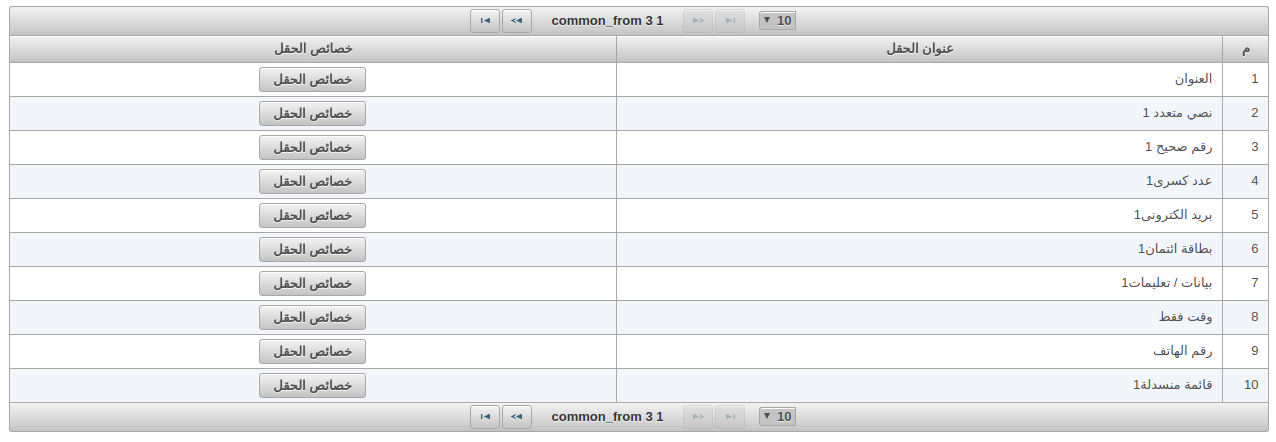 10 common_from 3 1
م عنوان الحقل خصائص الحقل
1 العنوان خصائص الحقل
2 نصي متعدد 1 خصائص الحقل
3 رقم صحيح 1 خصائص الحقل
4 عدد كسرى1 خصائص الحقل
5 بريد الكترونى1 خصائص الحقل
6 بطاقة ائتمان1 خصائص الحقل
7 بيانات / تعليمات1 خصائص الحقل
8 وقت فقط خصائص الحقل
9 رقم الهاتف خصائص الحقل
10 قائمة منسدلة1 خصائص الحقل
10 common_from 3 1